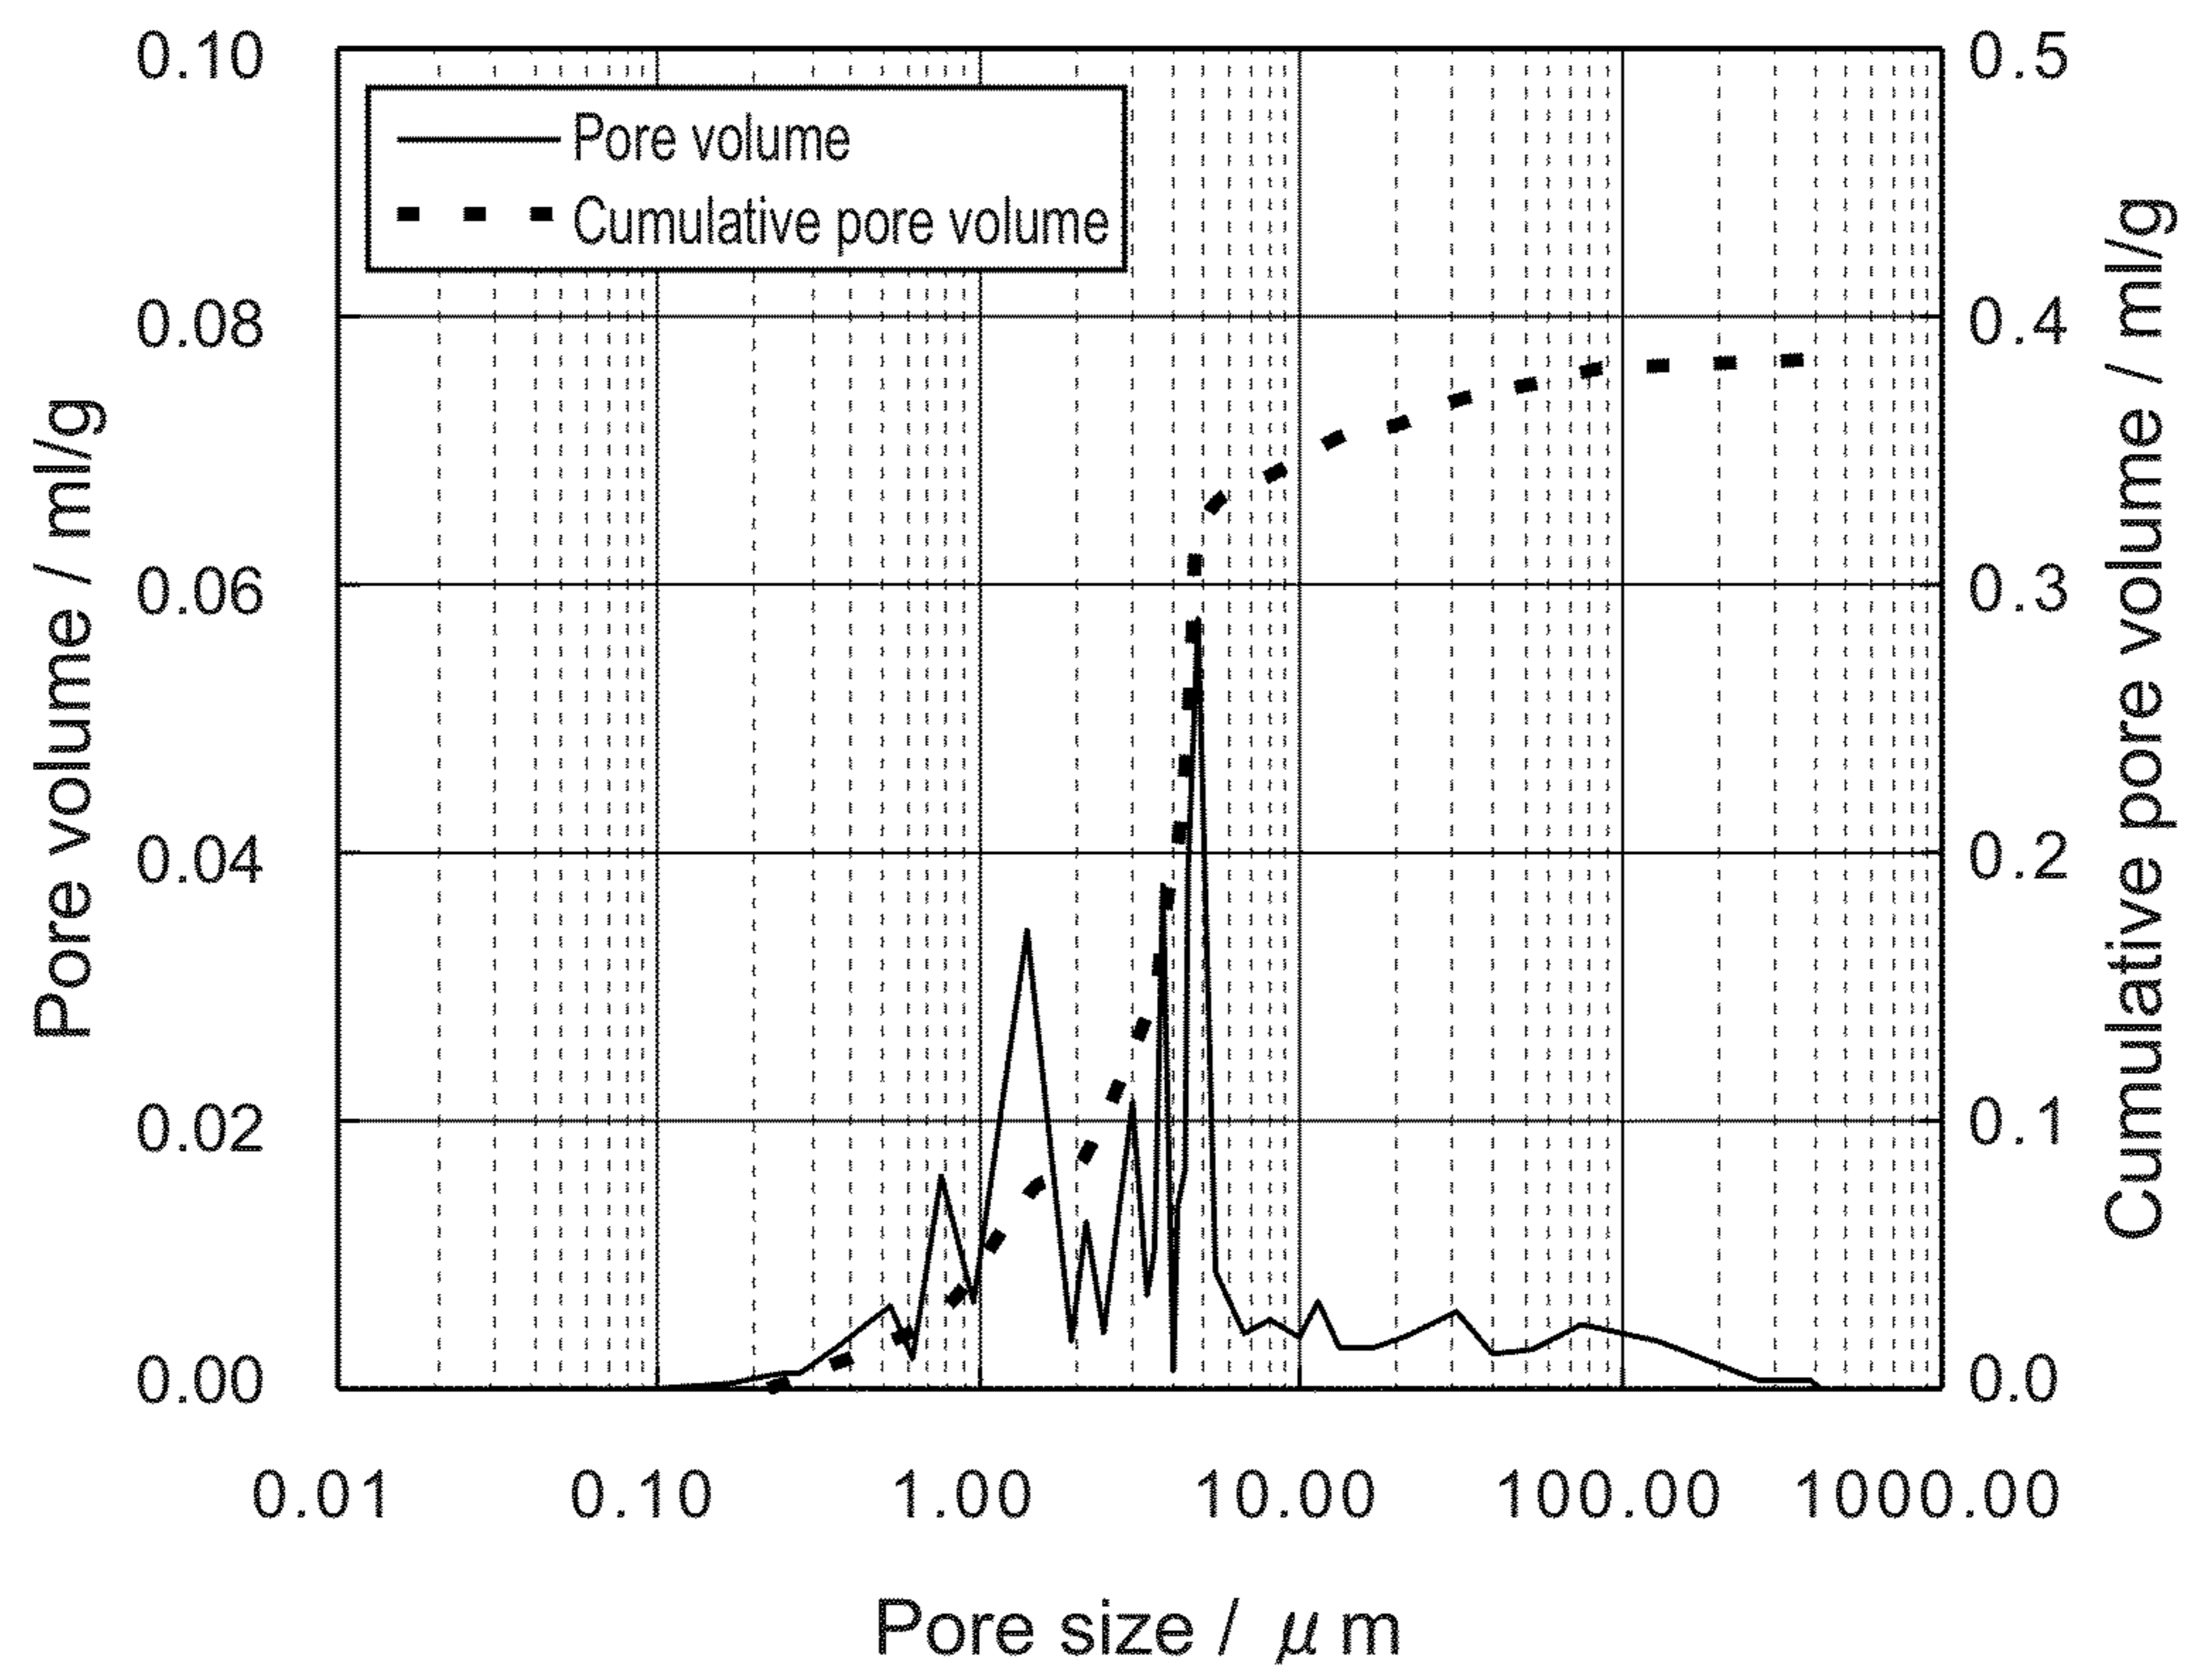 0.10
0.08
0.06
0.04
0.02
0.00
Pore volume / ml/g
Pore volume
Cumulative pore volume
0.5
0.4
0.3
0.2
0.1
0.0
Cumulative pore volume / ml/g
0.01 0.10 1.00 10.00 100.00 1000.00
Pore size / μm